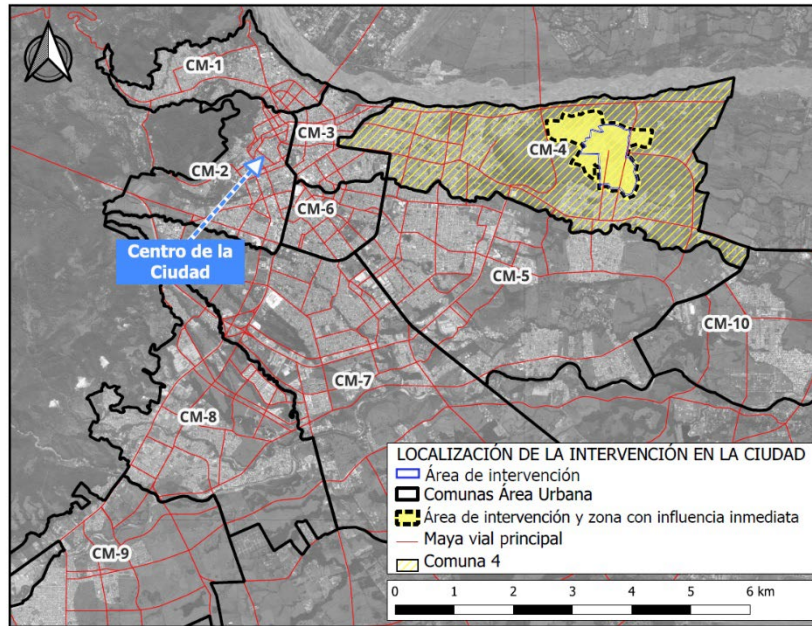 CM-1
CM-3
CM-4
CM-2
CM-6
Centro de la
Ciudad
CM-5
CM-10
CM-7
CM-8
CM-9
LOCALIZACIÓN DE LA INTERVENCIÓN EN LA CIUDAD
Área de intervención
Comunas Área Urbana
Área de intervención y zona con influencia inmediata
Maya vial principal
Comuna 4
0 1 2 3 4 5 6 km